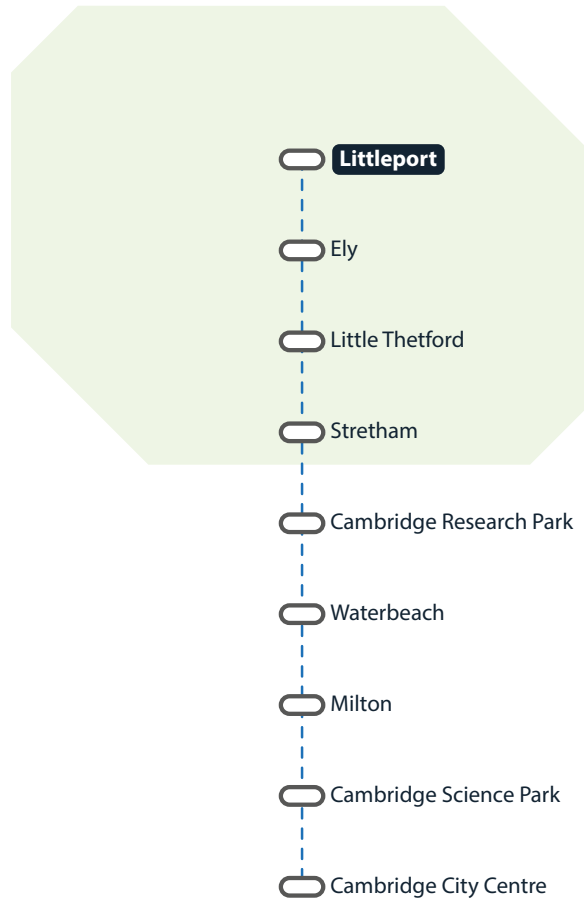 Littleport
Ely
Little Thetford
Stretham
Cambridge Research Park
Waterbeach
Milton
Cambridge Science Park
Cambridge City Centre